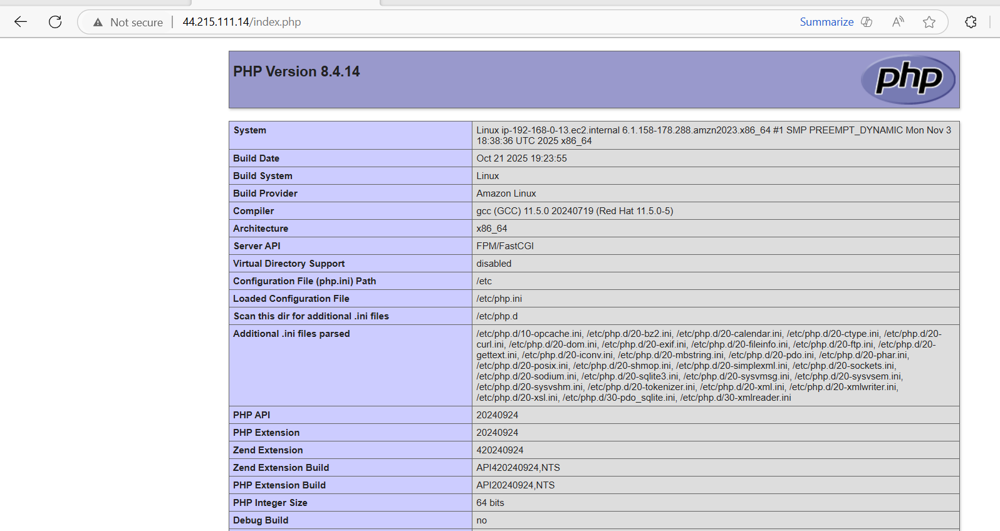 Not secure
44.215.111.14/index.php
Summarize
PHP Version 8.4.14
php
System
Linux ip-192-168-0-13.ec2.internal 6.1.158-178.288.amzn2023.x86_64 #1 SMP PREEMPT_DYNAMIC Mon Nov 3
18:38:36 UTC 2025 x86_64
Build Date
Oct 21 2025 19:23:55
Build System
Linux
Build Provider
Amazon Linux
Compiler
gcc (GCC) 11.5.0 20240719 (Red Hat 11.5.0-5)
Architecture
x86_64
Server API
FPM/FastCGI
Virtual Directory Support
disabled
Configuration File (php.ini) Path
/etc
Loaded Configuration File
/etc/php.ini
Scan this dir for additional .ini files
/etc/php.d
Additional .ini files parsed
/etc/php.d/10-opcache.ini, /etc/php.d/20-bz2.ini, /etc/php.d/20-calendar.ini, /etc/php.d/20-ctype.ini, /etc/php.d/20-
curl.ini, /etc/php.d/20-dom.ini, /etc/php.d/20-exif.ini, /etc/php.d/20-fileinfo.ini, /etc/php.d/20-ftp.ini, /etc/php.d/20-
gettext.ini, /etc/php.d/20-iconv.ini, /etc/php.d/20-mbstring.ini, /etc/php.d/20-pdo.ini, /etc/php.d/20-phar.ini,
/etc/php.d/20-posix.ini, /etc/php.d/20-shmop.ini, /etc/php.d/20-simplexml.ini, /etc/php.d/20-sockets.ini,
/etc/php.d/20-sodium.ini, /etc/php.d/20-sqlite3.ini, /etc/php.d/20-sysvmsg.ini, /etc/php.d/20-sysvsem.ini,
/etc/php.d/20-sysvshm.ini, /etc/php.d/20-tokenizer.ini, /etc/php.d/20-xml.ini, /etc/php.d/20-xmlwriter.ini,
/etc/php.d/20-xsl.ini, /etc/php.d/30-pdo_sqlite.ini, /etc/php.d/30-xmlreader.ini
PHP API
20240924
PHP Extension
20240924
Zend Extension
420240924
Zend Extension Build
API420240924,NTS
PHP Extension Build
API20240924,NTS
PHP Integer Size
64 bits
Debug Build
no